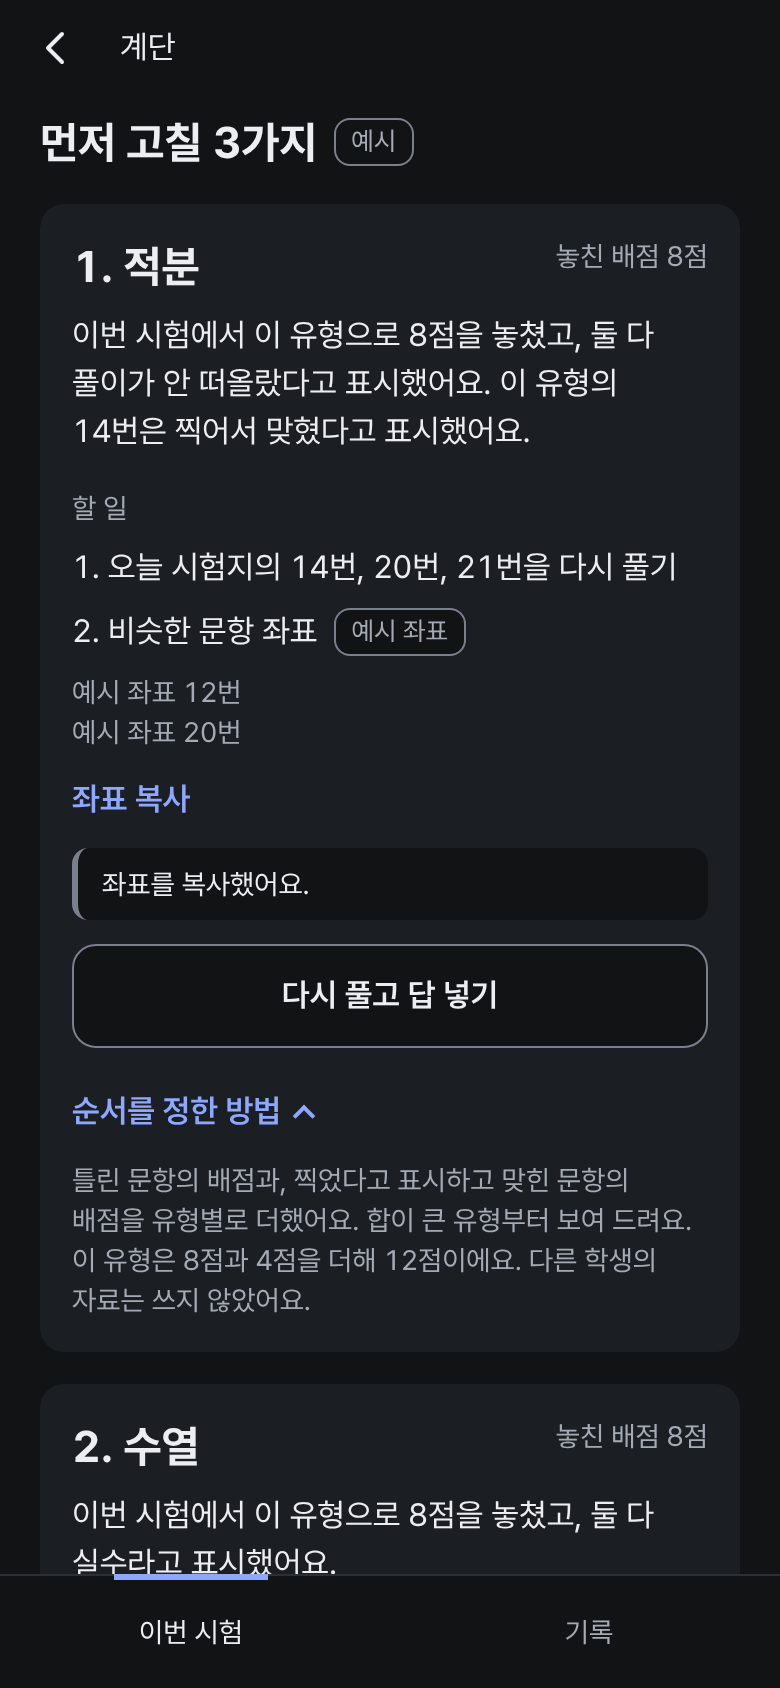 계단
먼저 고칠 3가지 예시
1. 적분
놓친 배점 8점
이번 시험에서 이 유형으로 8점을 놓쳤고, 둘 다
풀이가 안 떠올랐다고 표시했어요. 이 유형의
14번은 찍어서 맞혔다고 표시했어요.
할 일
1. 오늘 시험지의 14번, 20번, 21번을 다시 풀기
2. 비슷한 문항 좌표 예시 좌표
예시 좌표 12번
예시 좌표 20번
좌표 복사
좌표를 복사했어요.
다시 풀고 답 넣기
순서를 정한 방법
틀린 문항의 배점과, 찍었다고 표시하고 맞힌 문항의
배점을 유형별로 더했어요. 합이 큰 유형부터 보여 드려요.
이 유형은 8점과 4점을 더해 12점이에요. 다른 학생의
자료는 쓰지 않았어요.
2. 수열
놓친 배점 8점
이번 시험에서 이 유형으로 8점을 놓쳤고, 둘 다
실수라고 표시했어요.
이번 시험
기록